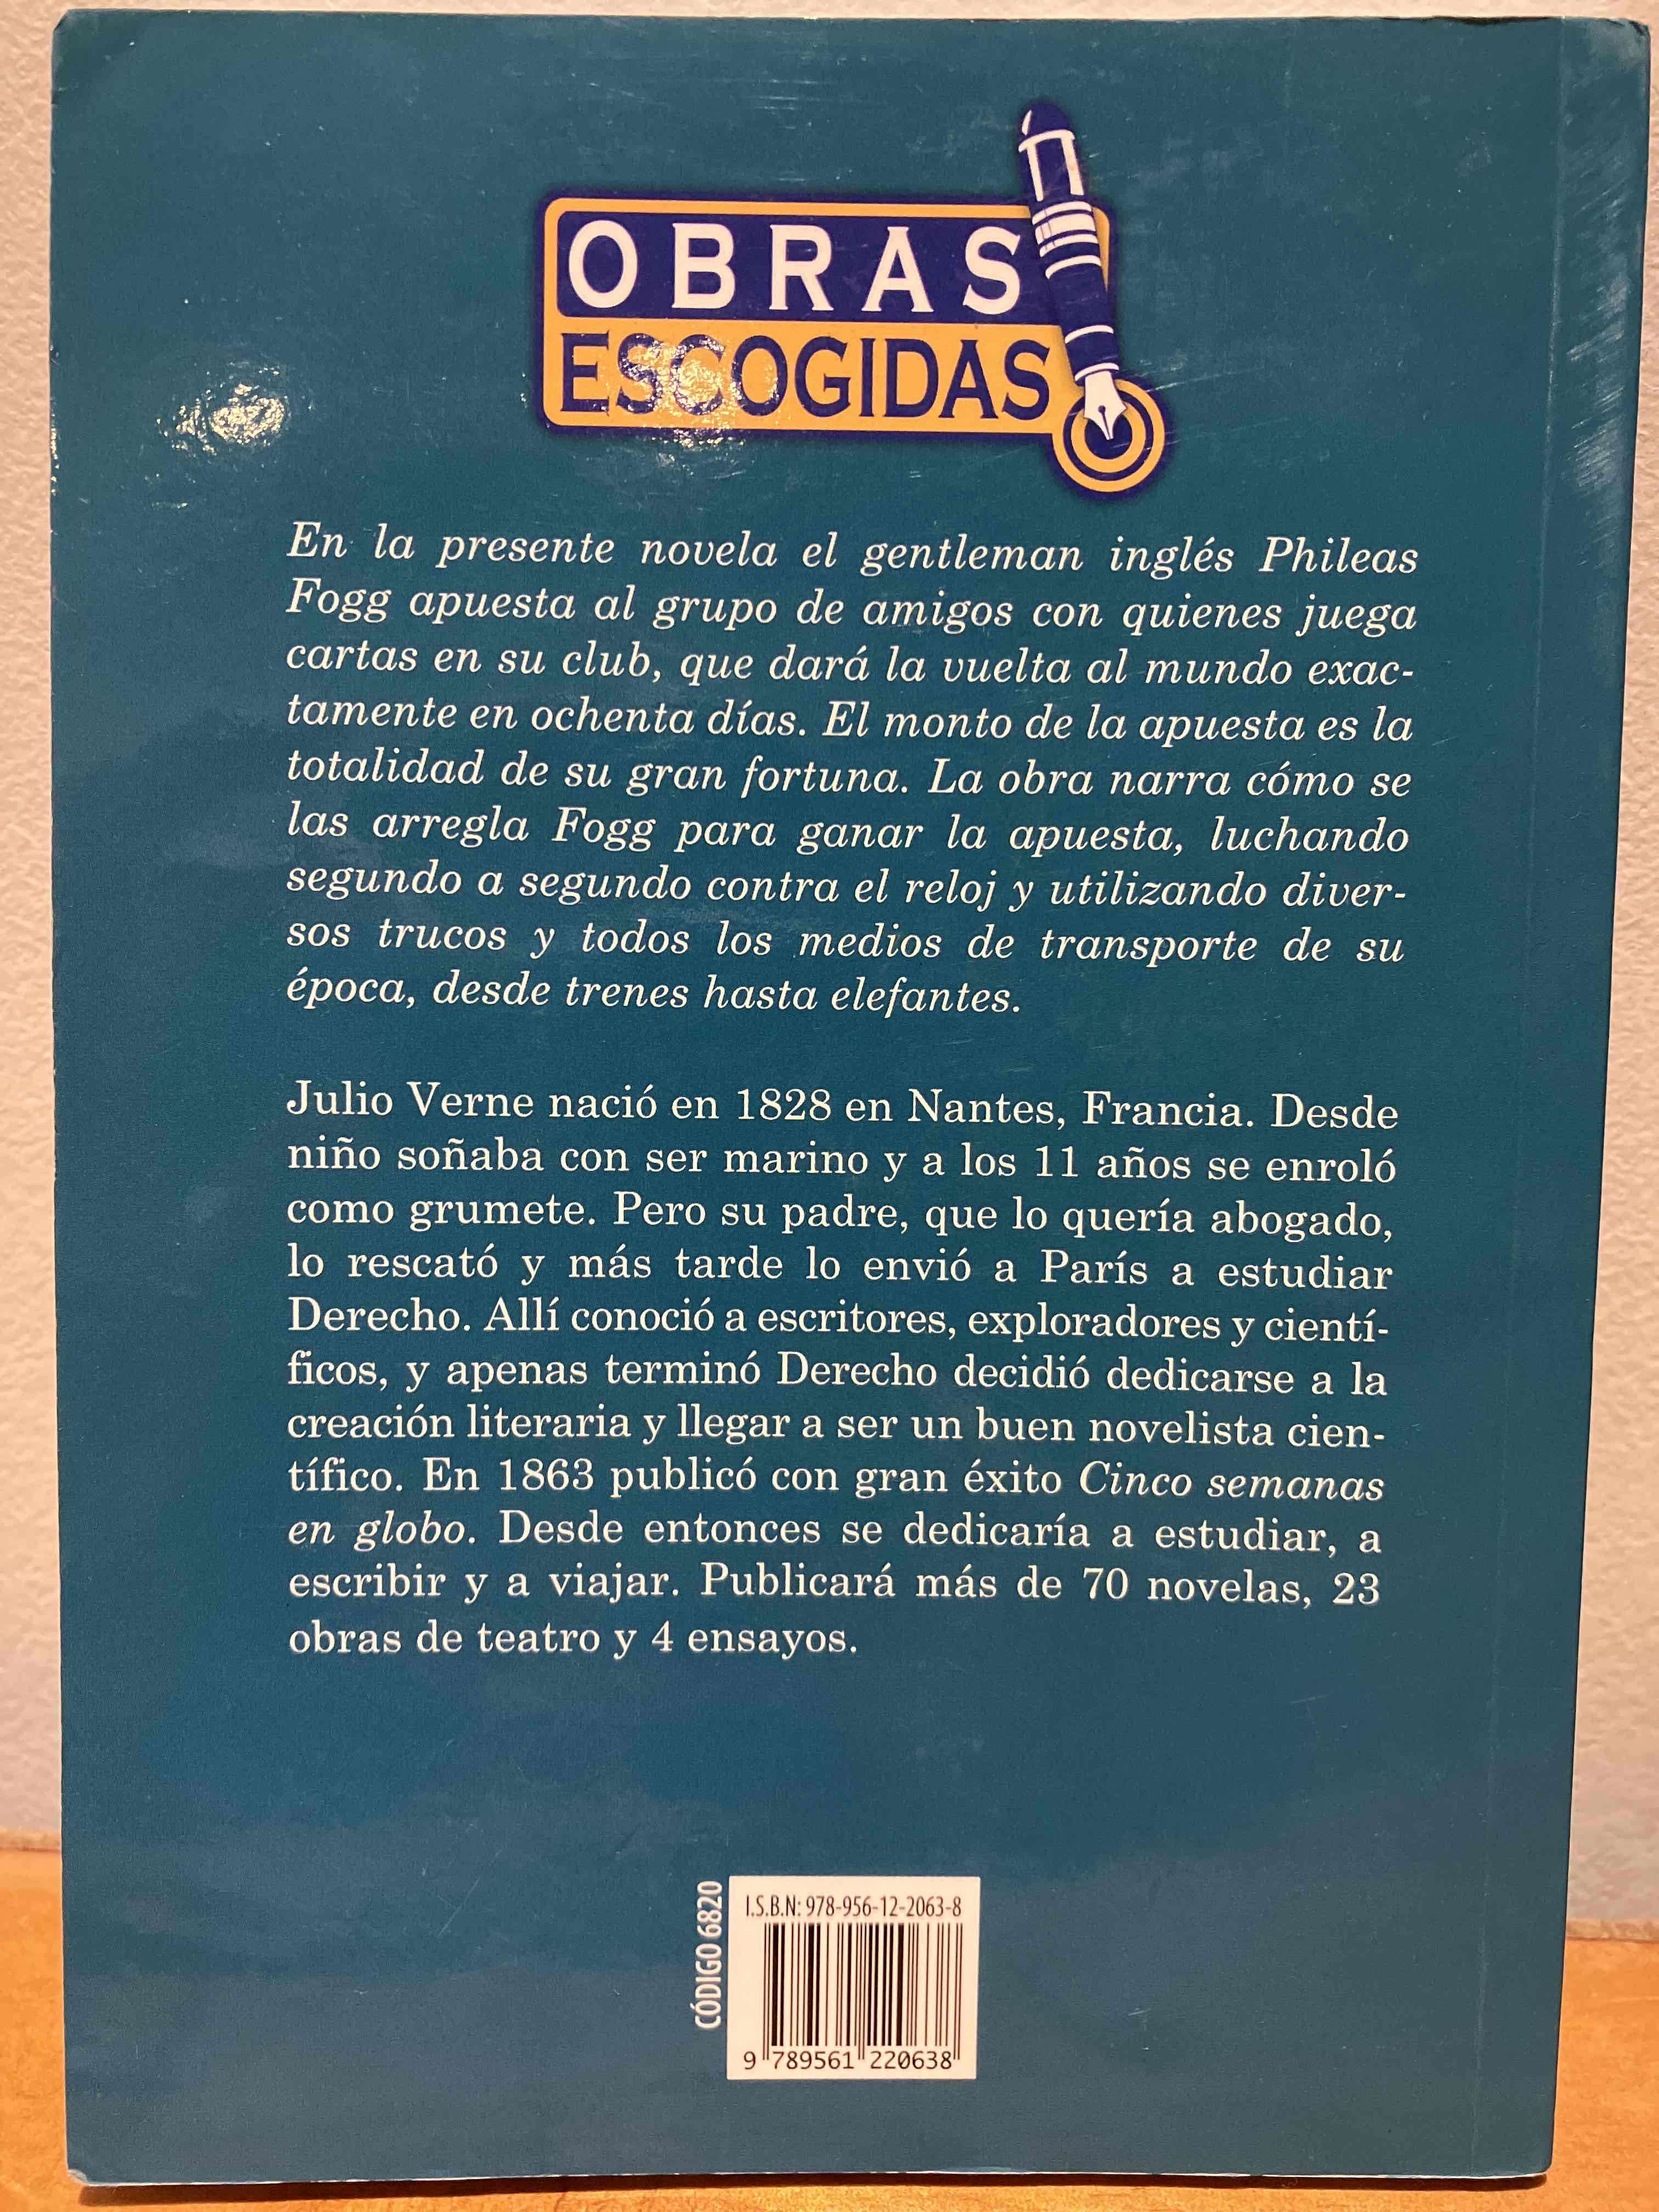 OBRAS
ESCOGIDAS
En la presente novela el gentleman inglés Phileas
Fogg apuesta al grupo de amigos con quienes juega
cartas en su club, que dará la vuelta al mundo exac-
tamente en ochenta días. El monto de la apuesta es la
totalidad de su gran fortuna. La obra narra cómo se
las arregla Fogg para ganar la apuesta, luchando
segundo a segundo contra el reloj y utilizando diver-
sos trucos y todos los medios de transporte de su
época, desde trenes hasta elefantes.
Julio Verne nació en 1828 en Nantes, Francia. Desde
niño soñaba con ser marino y a los 11 años se enroló
como grumete. Pero su padre, que lo quería abogado,
lo rescató y más tarde lo envió a París a estudiar
Derecho. Allí conoció a escritores, exploradores y cientí-
ficos, y apenas terminó Derecho decidió dedicarse a la
creación literaria y llegar a ser un buen novelista cien-
tífico. En 1863 publicó con gran éxito Cinco semanas
en globo. Desde entonces se dedicaría a estudiar, a
escribir y a viajar. Publicará más de 70 novelas, 23
obras de teatro y 4 ensayos.
CÓDIGO 6820
I.S.B.N: 978-956-12-2063-8
9 789561 220638